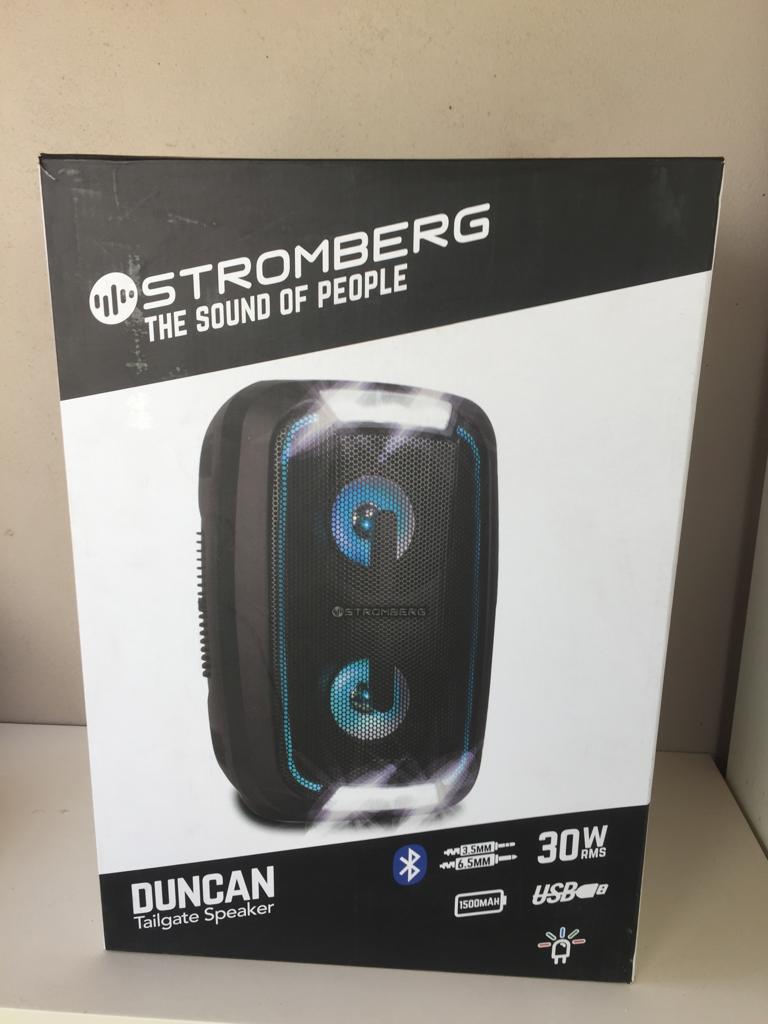 STROMBERG
THE SOUND OF PEOPLE
STROMBERG
DUNCAN
Tailgate Speaker
3.5MM
6.5MM
30W
RMS
1500MAH
USB